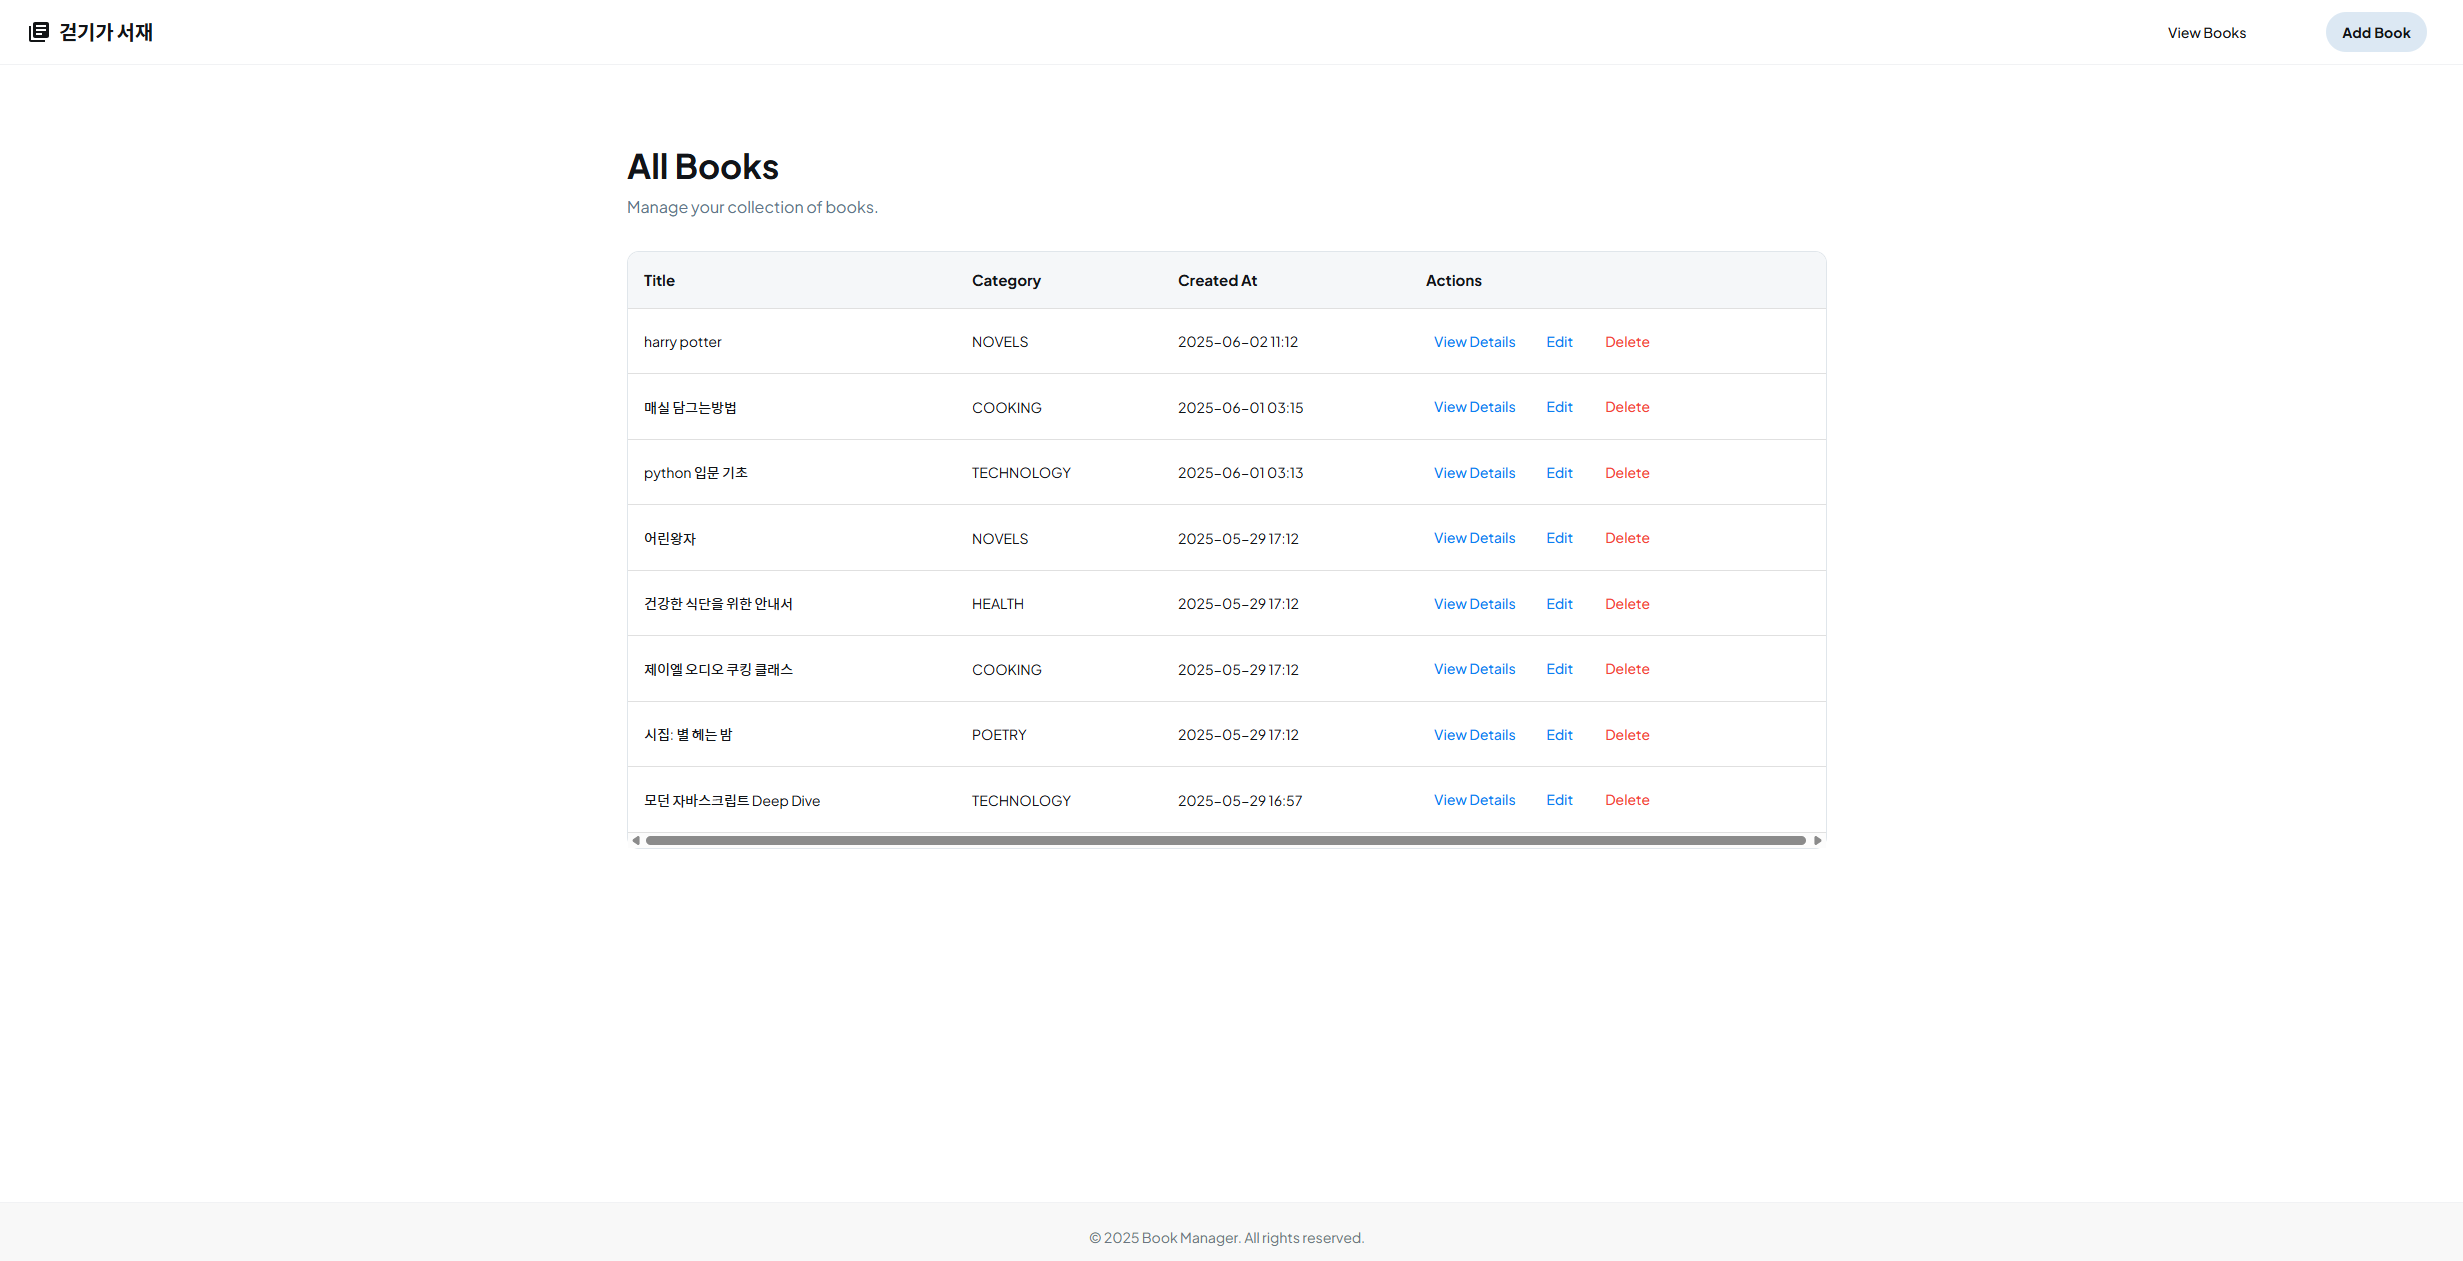 걷기가 서재
View Books
Add Book
All Books
Manage your collection of books.
Title Category Created At Actions
harry potter NOVELS 2025-06-02 11:12 View Details Edit Delete
매실 담그는방법 COOKING 2025-06-01 03:15 View Details Edit Delete
python 입문 기초 TECHNOLOGY 2025-06-01 03:13 View Details Edit Delete
어린왕자 NOVELS 2025-05-29 17:12 View Details Edit Delete
건강한 식단을 위한 안내서 HEALTH 2025-05-29 17:12 View Details Edit Delete
제이엘 오디오 쿠킹 클래스 COOKING 2025-05-29 17:12 View Details Edit Delete
시집: 별 헤는 밤 POETRY 2025-05-29 17:12 View Details Edit Delete
모던 자바스크립트 Deep Dive TECHNOLOGY 2025-05-29 16:57 View Details Edit Delete
© 2025 Book Manager. All rights reserved.